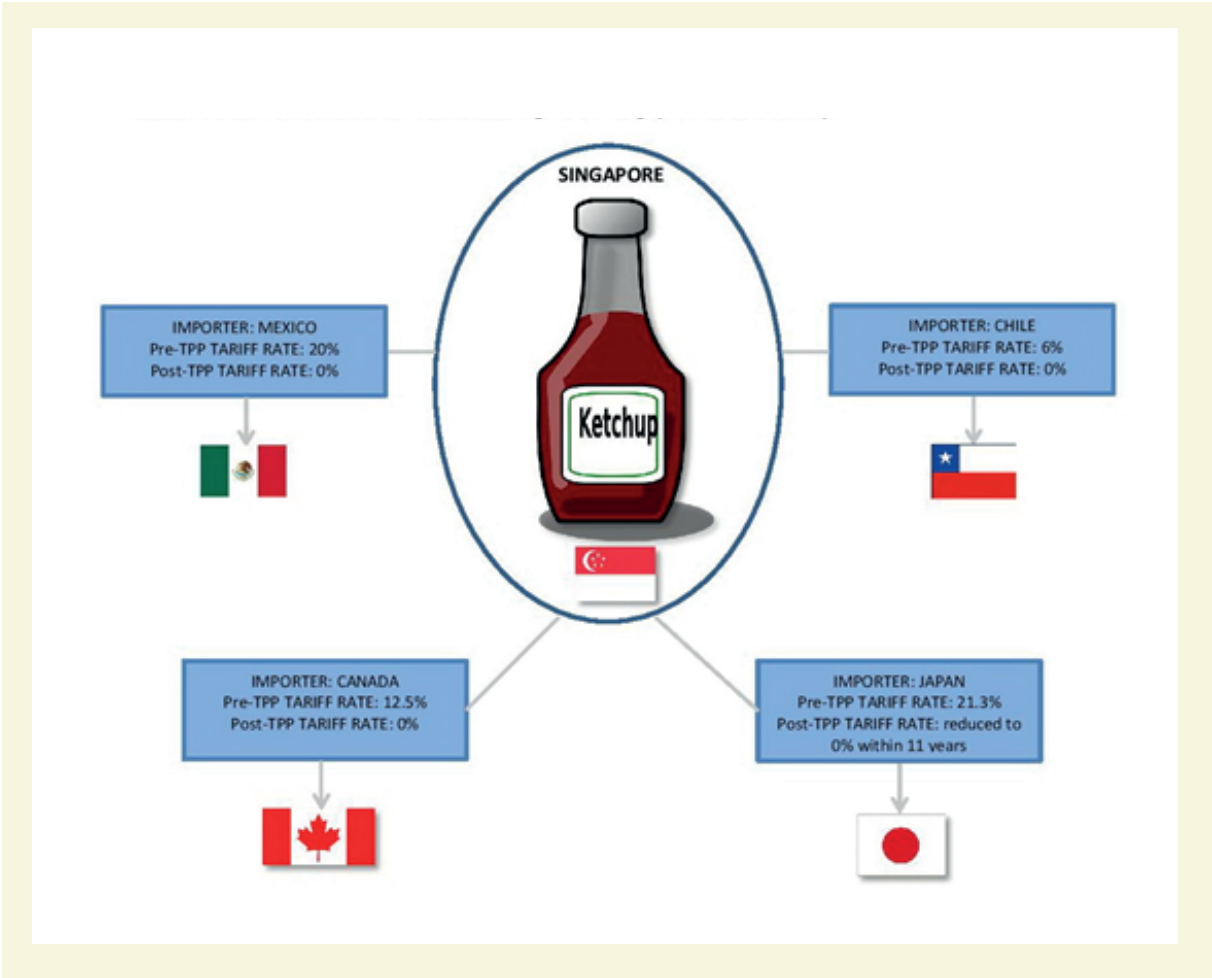 SINGAPORE
Ketchup
IMPORTER: MEXICO
Pre-TPP TARIFF RATE: 20%
Post-TPP TARIFF RATE: 0%
IMPORTER: CHILE
Pre-TPP TARIFF RATE: 6%
Post-TPP TARIFF RATE: 0%
IMPORTER: CANADA
Pre-TPP TARIFF RATE: 12.5%
Post-TPP TARIFF RATE: 0%
IMPORTER: JAPAN
Pre-TPP TARIFF RATE: 21.3%
Post-TPP TARIFF RATE: reduced to
0% within 11 years